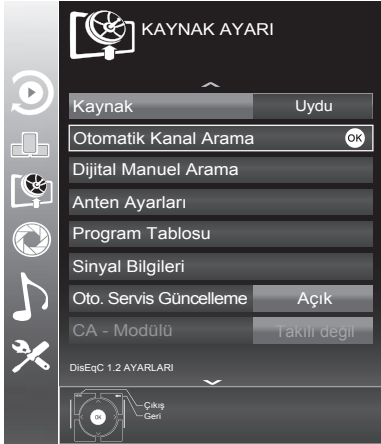 KAYNAK AYARI
Kaynak Uydu
Otomatik Kanal Arama OK
Dijital Manuel Arama
Anten Ayarları
Program Tablosu
Sinyal Bilgileri
Oto. Servis Güncelleme Açık
CA - Modülü Takılı değil
DisEqC 1.2 AYARLARI
Çıkış
OK
Geri